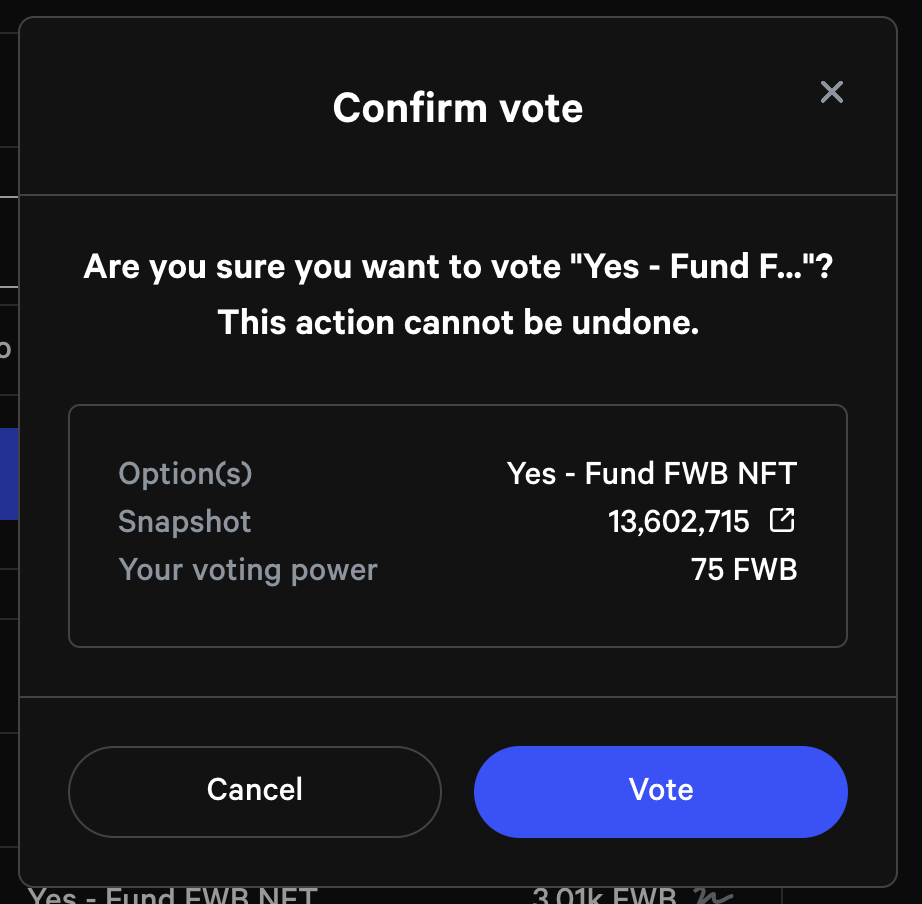 Confirm vote
Are you sure you want to vote "Yes - Fund F..."?
This action cannot be undone.
Option(s) Yes - Fund FWB NFT
Snapshot 13,602,715
Your voting power 75 FWB
Cancel Vote
Yes - Fund FWB NFT 3.01k FWB